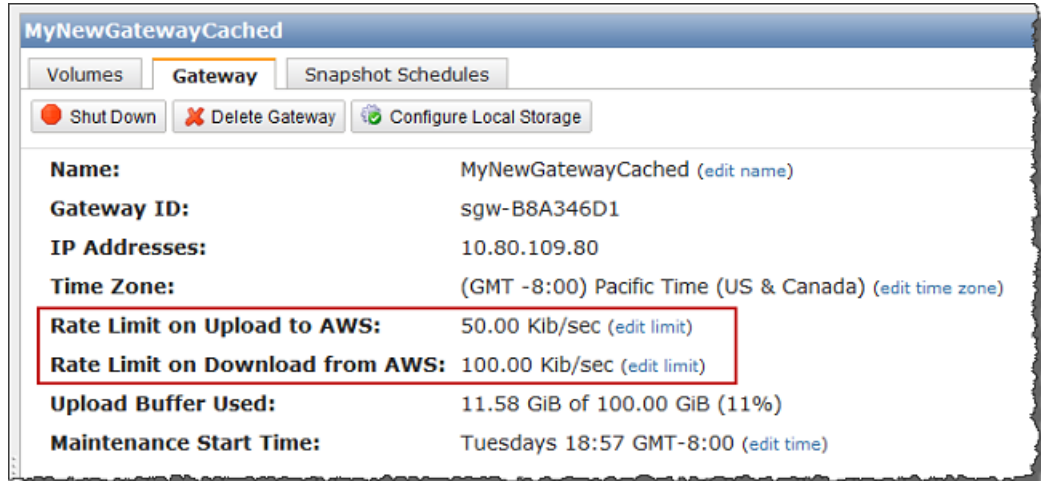 MyNewGatewayCached
Volumes Gateway Snapshot Schedules
Shut Down Delete Gateway Configure Local Storage
Name: MyNewGatewayCached (edit name)
Gateway ID: sgw-B8A346D1
IP Addresses: 10.80.109.80
Time Zone: (GMT -8:00) Pacific Time (US & Canada) (edit time zone)
Rate Limit on Upload to AWS: 50.00 Kib/sec (edit limit)
Rate Limit on Download from AWS: 100.00 Kib/sec (edit limit)
Upload Buffer Used: 11.58 GiB of 100.00 GiB (11%)
Maintenance Start Time: Tuesdays 18:57 GMT-8:00 (edit time)